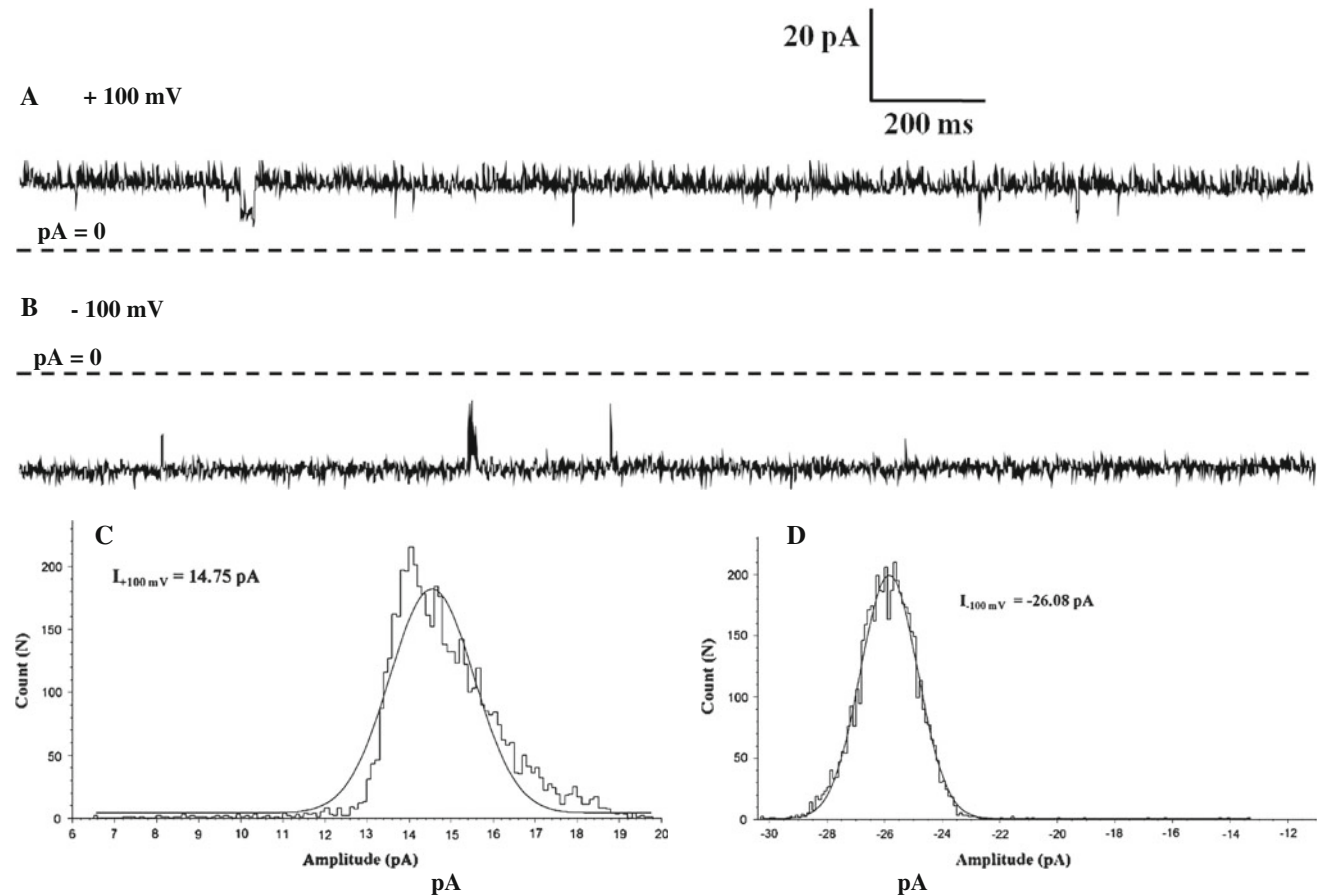 20 pA
200 ms
A + 100 mV
pA = 0
B - 100 mV
pA = 0
C
I+100 mV = 14.75 pA
Count (N)
200
150
100
50
0
6 7 8 9 10 11 12 13 14 15 16 17 18 19 20
Amplitude (pA)
pA
D
I-100 mV = -26.08 pA
Count (N)
200
150
100
50
0
-30 -28 -26 -24 -22 -20 -18 -16 -14 -12
Amplitude (pA)
pA